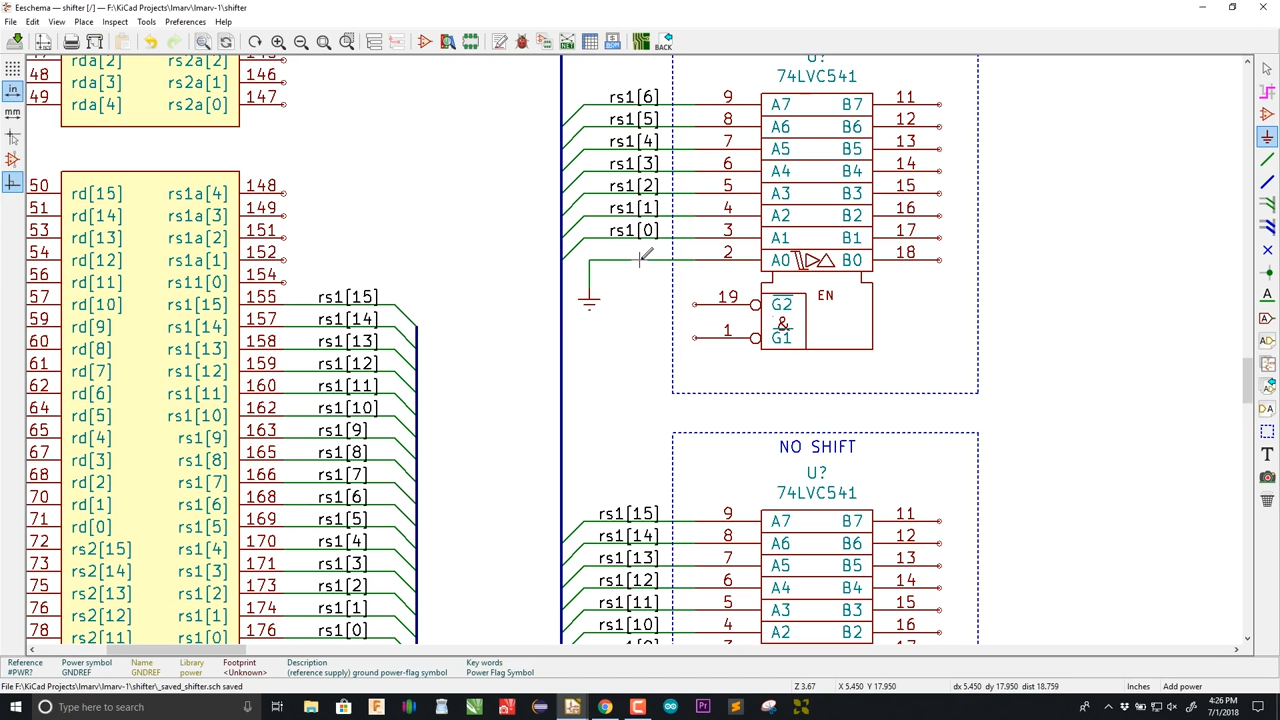 Eeschema — shifter [/] — F:\KiCad Projects\lmarv\lmarv-1\shifter
File Edit View Place Inspect Tools Preferences Help
BACK
in
mm
48 rda[3] rs2a[2]
49 rda[4] rs2a[1] 146
rs2a[0] 147
50 rd[15] rs1a[4] 148
51 rd[14] rs1a[3] 149
53 rd[13] rs1a[2] 151
54 rd[12] rs1a[1] 152
56 rd[11] rs11[0] 154
57 rd[10] rs1[15] 155 rs1[15]
59 rd[9] rs1[14] 157 rs1[14]
60 rd[8] rs1[13] 158 rs1[13]
61 rd[7] rs1[12] 159 rs1[12]
62 rd[6] rs1[11] 160 rs1[11]
64 rd[5] rs1[10] 162 rs1[10]
65 rd[4] rs1[9] 163 rs1[9]
67 rd[3] rs1[8] 165 rs1[8]
68 rd[2] rs1[7] 166 rs1[7]
70 rd[1] rs1[6] 168 rs1[6]
71 rd[0] rs1[5] 169 rs1[5]
72 rs2[15] rs1[4] 170 rs1[4]
73 rs2[14] rs1[3] 171 rs1[3]
75 rs2[13] rs1[2] 173 rs1[2]
76 rs2[12] rs1[1] 174 rs1[1]
78 rs2[11] rs1[0] 176 rs1[0]
U?
74LVC541
rs1[6] 9 A7 B7 11
rs1[5] 8 A6 B6 12
rs1[4] 7 A5 B5 13
rs1[3] 6 A4 B4 14
rs1[2] 5 A3 B3 15
rs1[1] 4 A2 B2 16
rs1[0] 3 A1 B1 17
2 A0 B0 18
EN
19 G2
&
1 G1
NO SHIFT
U?
74LVC541
rs1[15] 9 A7 B7 11
rs1[14] 8 A6 B6 12
rs1[13] 7 A5 B5 13
rs1[12] 6 A4 B4 14
rs1[11] 5 A3 B3 15
rs1[10] 4 A2 B2 16
Reference Power symbol Name Library Footprint Description Key words
#PWR? GNDREF GNDREF power <Unknown> (reference supply) ground power-flag symbol Power Flag Symbol
File F:\KiCad Projects\lmarv\lmarv-1\shifter\_saved_shifter.sch saved Z 3.67 X 5.450 Y 17.950 dx 5.450 dy 17.950 dist 18.759 Inches Add power
Type here to search
4:26 PM
7/1/2018